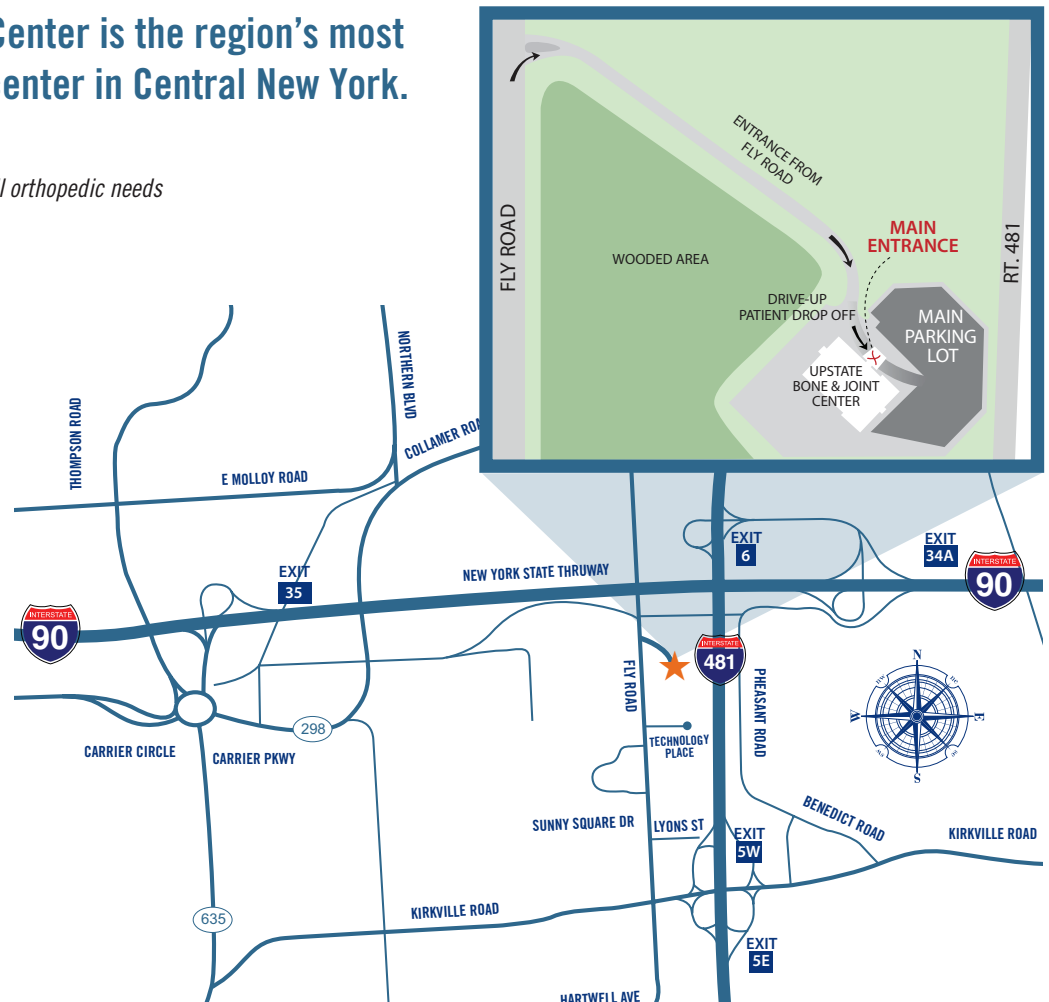 Center is the region's most
enter in Central New York.
l orthopedic needs
ENTRANCE FROM
FLY ROAD
FLY ROAD
WOODED AREA
MAIN
ENTRANCE
RT. 481
DRIVE-UP
PATIENT DROP OFF
MAIN
PARKING
LOT
UPSTATE
BONE & JOINT
CENTER
NORTHERN BLVD
THOMPSON ROAD
COLLAMER ROA
E MOLLOY ROAD
EXIT
35
NEW YORK STATE THRUWAY
EXIT
6
EXIT
34A
INTERSTATE
90
INTERSTATE
90
INTERSTATE
481
FLY ROAD
PHEASANT ROAD
N
W
E
S
298
CARRIER CIRCLE
CARRIER PKWY
TECHNOLOGY
PLACE
SUNNY SQUARE DR
LYONS ST
BENEDICT ROAD
EXIT
5W
KIRKVILLE ROAD
KIRKVILLE ROAD
635
EXIT
5E
HARTWELL AVE